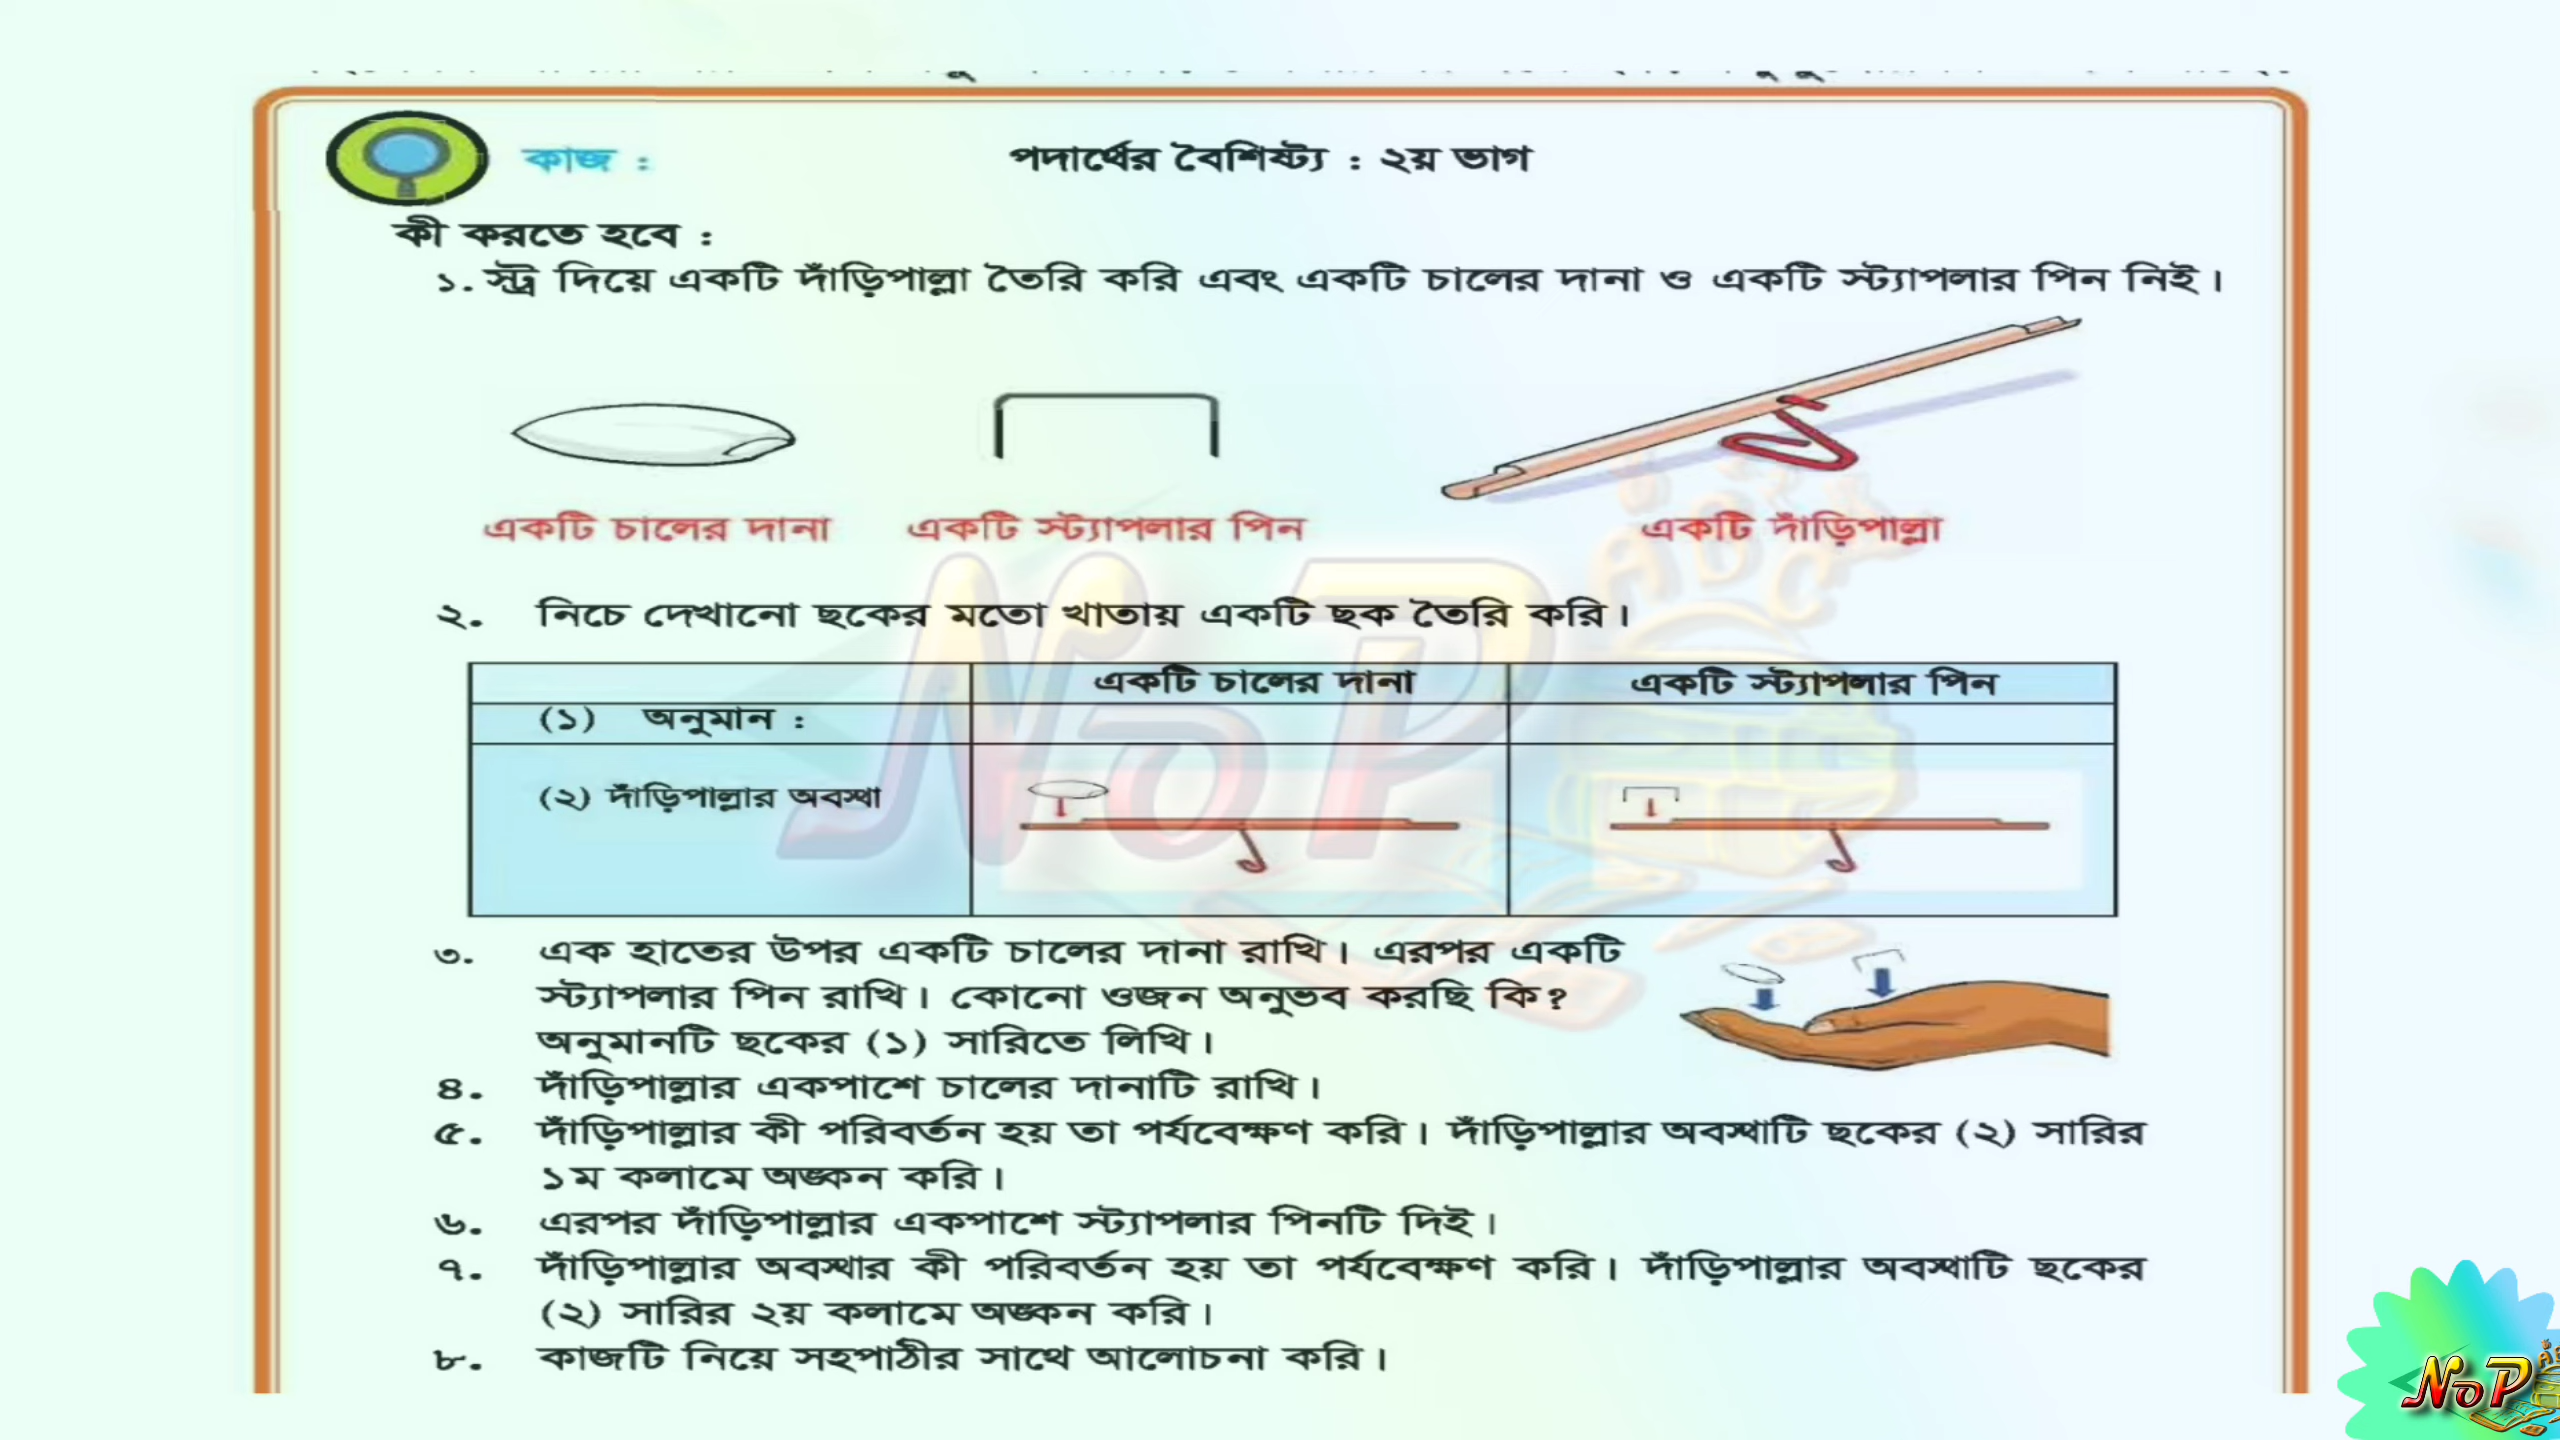 কাজ :
পদার্থের বৈশিষ্ট্য : ২য় ভাগ
কী করতে হবে :
১. স্ট্র দিয়ে একটি দাঁড়িপাল্লা তৈরি করি এবং একটি চালের দানা ও একটি স্ট্যাপলার পিন নিই।
একটি চালের দানা
একটি স্ট্যাপলার পিন
একটি দাঁড়িপাল্লা
২. নিচে দেখানো ছকের মতো খাতায় একটি ছক তৈরি করি।
একটি চালের দানা
একটি স্ট্যাপলার পিন
(১) অনুমান :
(২) দাঁড়িপাল্লার অবস্থা
৩. এক হাতের উপর একটি চালের দানা রাখি। এরপর একটি
স্ট্যাপলার পিন রাখি। কোনো ওজন অনুভব করছি কি?
অনুমানটি ছকের (১) সারিতে লিখি।
৪. দাঁড়িপাল্লার একপাশে চালের দানাটি রাখি।
৫. দাঁড়িপাল্লার কী পরিবর্তন হয় তা পর্যবেক্ষণ করি। দাঁড়িপাল্লার অবস্থাটি ছকের (২) সারির
১ম কলামে অঙ্কন করি।
৬. এরপর দাঁড়িপাল্লার একপাশে স্ট্যাপলার পিনটি দিই।
৭. দাঁড়িপাল্লার অবস্থার কী পরিবর্তন হয় তা পর্যবেক্ষণ করি। দাঁড়িপাল্লার অবস্থাটি ছকের
(২) সারির ২য় কলামে অঙ্কন করি।
৮. কাজটি নিয়ে সহপাঠীর সাথে আলোচনা করি।
NoP
NoP